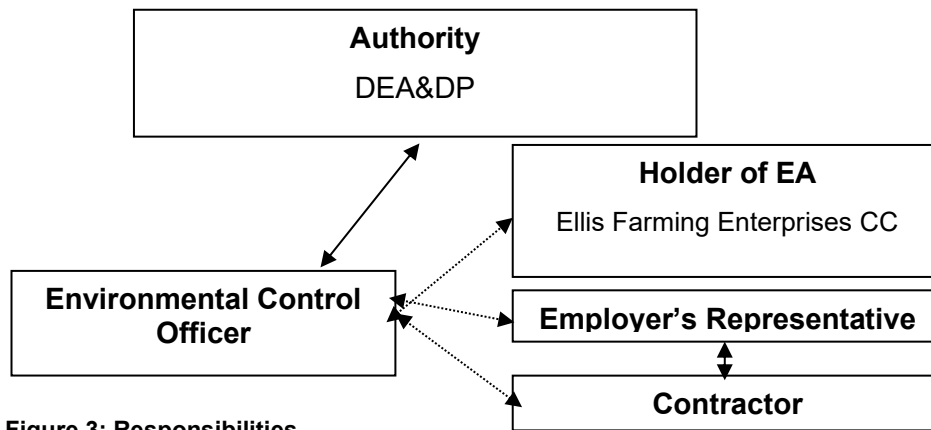 Authority
DEA&DP
Holder of EA
Ellis Farming Enterprises CC
Environmental Control
Officer
Employer's Representative
Contractor
Figure 3: Responsibilities